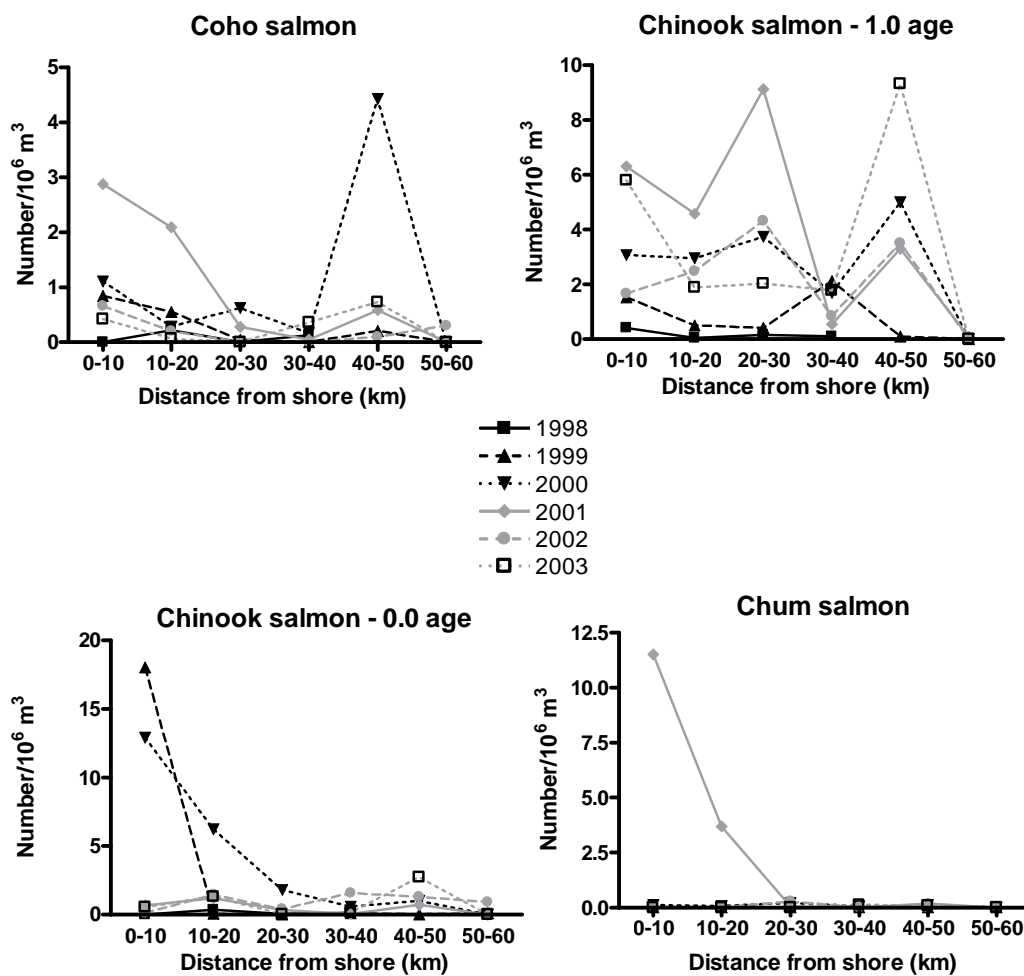 Coho salmon
Number/10⁶ m³
5
4
3
2
1
0
0-10 10-20 20-30 30-40 40-50 50-60
Distance from shore (km)
Chinook salmon - 1.0 age
Number/10⁶ m³
10
8
6
4
2
0
0-10 10-20 20-30 30-40 40-50 50-60
Distance from shore (km)
1998
1999
2000
2001
2002
2003
Chinook salmon - 0.0 age
Number/10⁶ m³
20
15
10
5
0
0-10 10-20 20-30 30-40 40-50 50-60
Distance from shore (km)
Chum salmon
Number/10⁶ m³
12.5
10.0
7.5
5.0
2.5
0.0
0-10 10-20 20-30 30-40 40-50 50-60
Distance from shore (km)